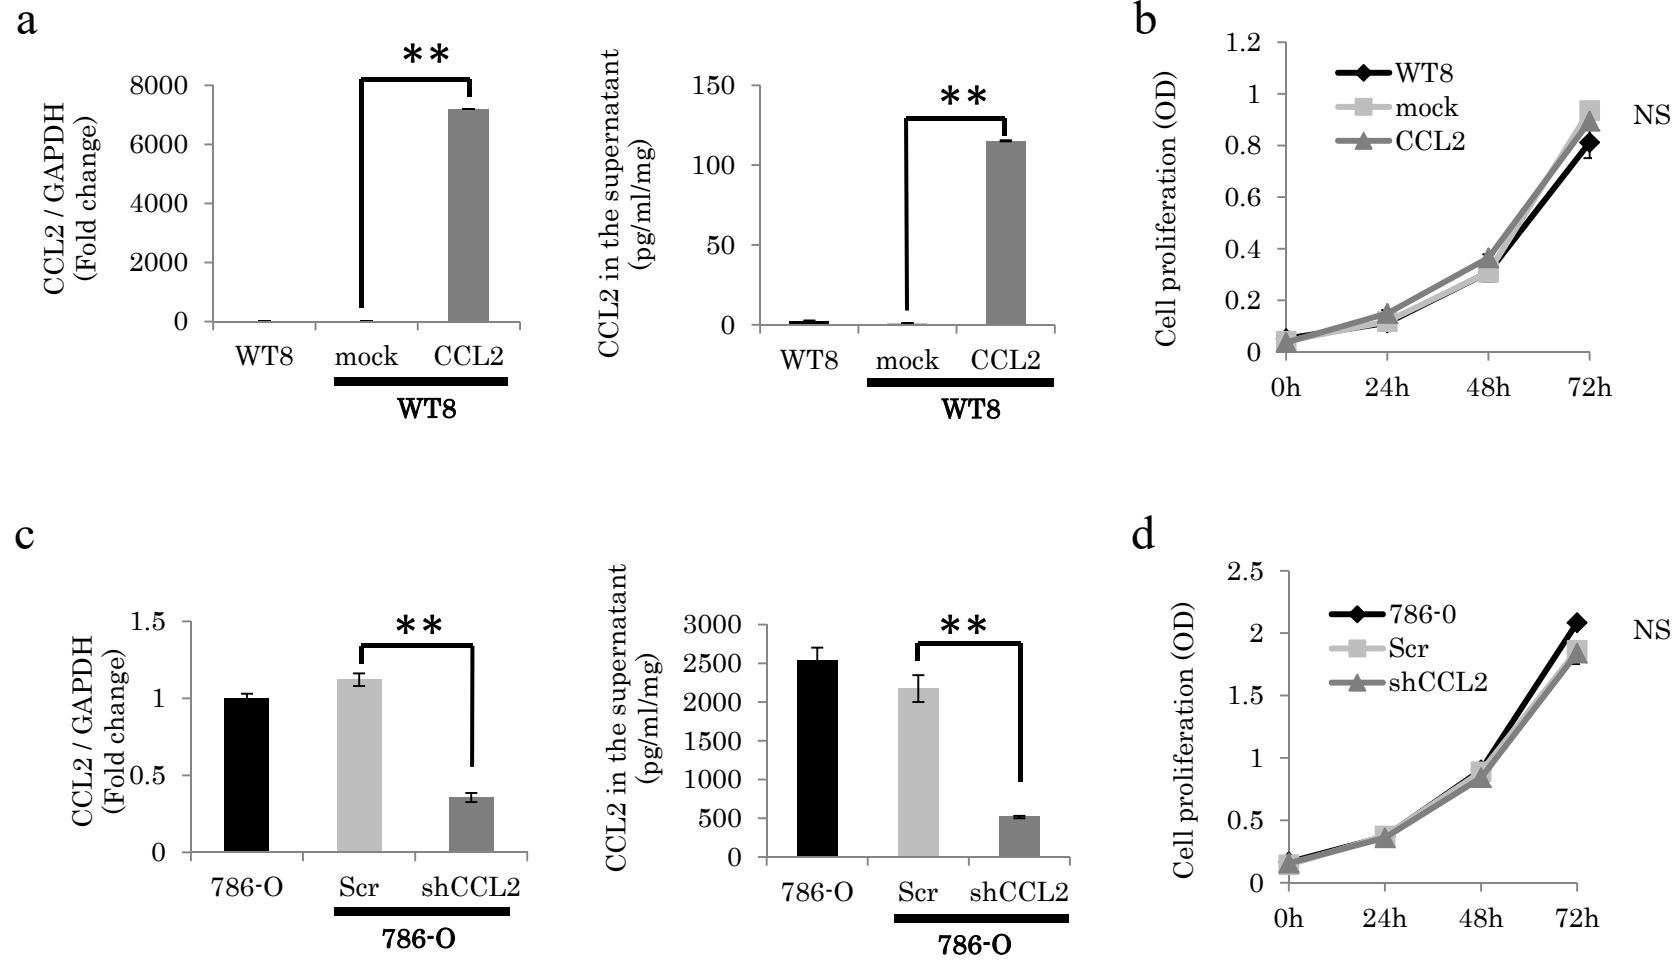 a
CCL2 / GAPDH
(Fold change)
8000
6000
4000
2000
0
**
WT8
mock
CCL2
WT8
CCL2 in the supernatant
(pg/ml/mg)
150
100
50
0
**
WT8
mock
CCL2
WT8
b
Cell proliferation (OD)
1.2
1
0.8
0.6
0.4
0.2
0
WT8
mock
CCL2
NS
0h
24h
48h
72h
c
CCL2 / GAPDH
(Fold change)
1.5
1
0.5
0
**
786-O
Scr
shCCL2
786-O
CCL2 in the supernatant
(pg/ml/mg)
3000
2500
2000
1500
1000
500
0
**
786-O
Scr
shCCL2
786-O
d
Cell proliferation (OD)
2.5
2
1.5
1
0.5
0
786-0
Scr
shCCL2
NS
0h
24h
48h
72h